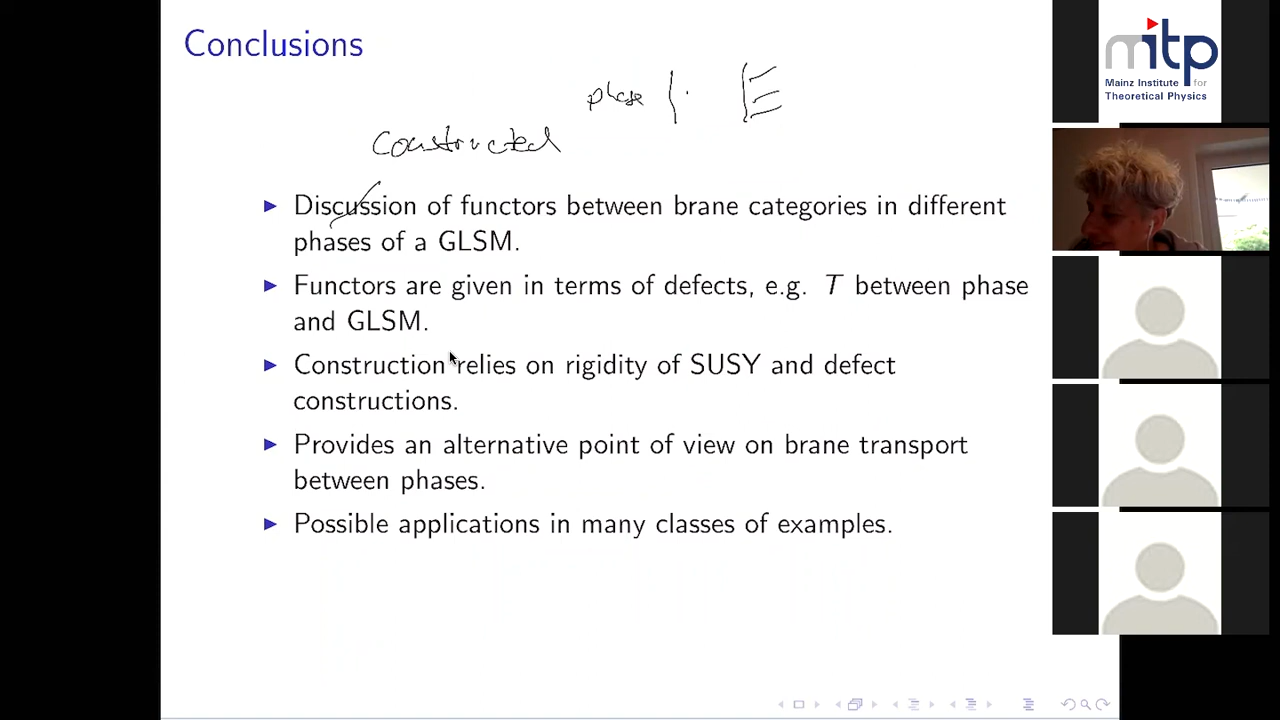 Conclusions
phase
constructed
▶ Discussion of functors between brane categories in different
phases of a GLSM.
▶ Functors are given in terms of defects, e.g. T between phase
and GLSM.
▶ Construction relies on rigidity of SUSY and defect
constructions.
▶ Provides an alternative point of view on brane transport
between phases.
▶ Possible applications in many classes of examples.
mitp
Mainz Institute for
Theoretical Physics